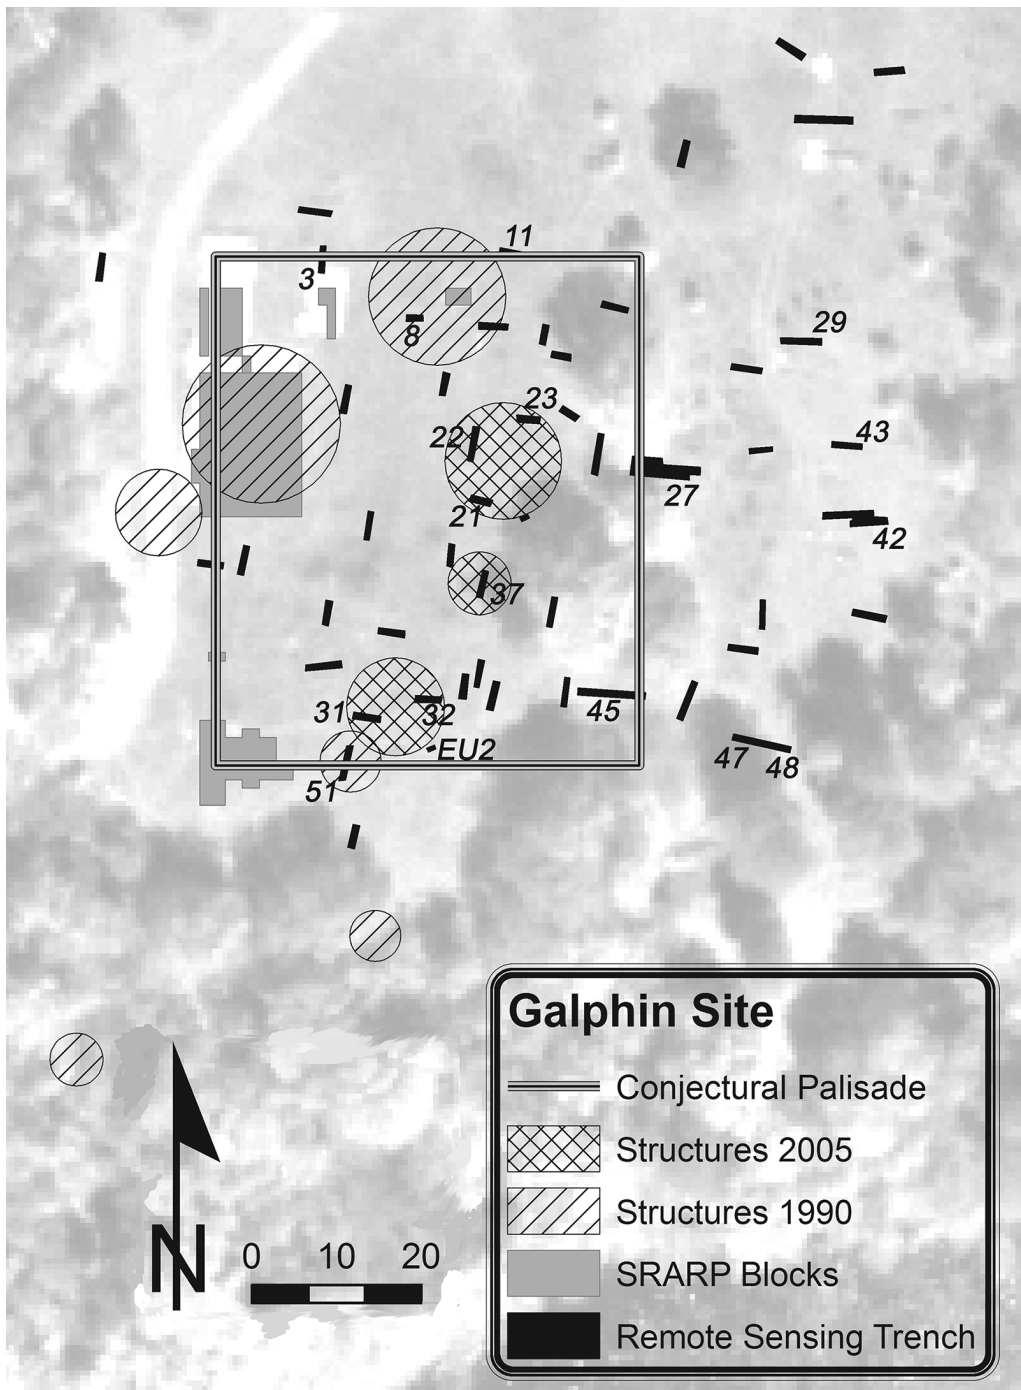 11
3
8
29
23
22
43
27
21
42
37
31
32
45
EU2
47
48
51
Galphin Site
Conjectural Palisade
Structures 2005
Structures 1990
SRARP Blocks
Remote Sensing Trench
N
0 10 20